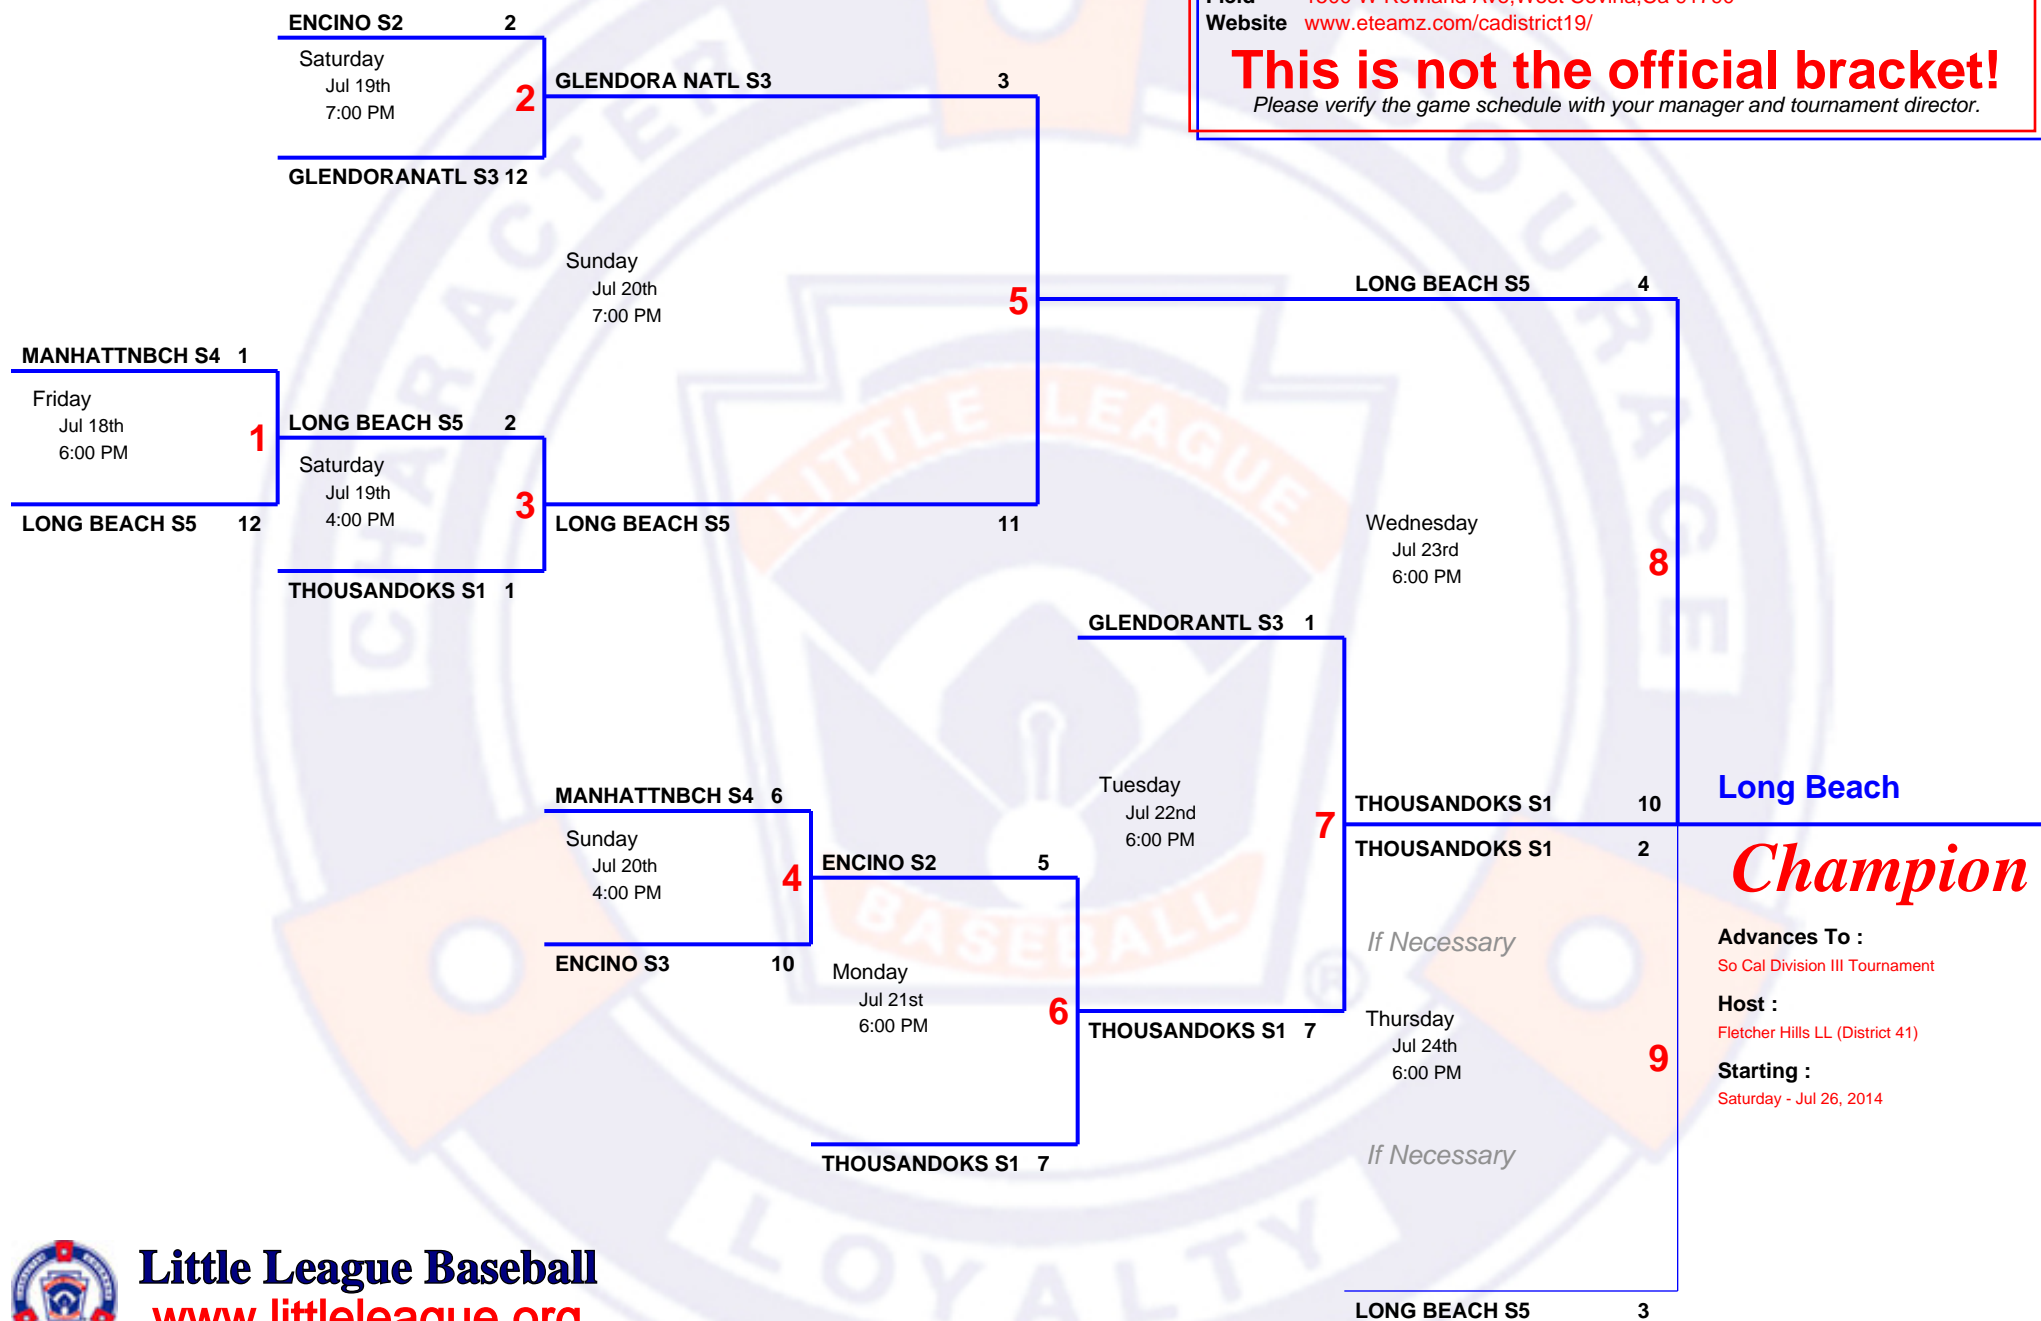 ENCINO S2 2
Saturday
Jul 19th
7:00 PM
2
GLENDORANATL S3 12
GLENDORA NATL S3 3
Website www.eteamz.com/cadistrict19/
This is not the official bracket!
Please verify the game schedule with your manager and tournament director.
Sunday
Jul 20th
7:00 PM
5
LONG BEACH S5 4
MANHATTNBCH S4 1
Friday
Jul 18th
6:00 PM
1
LONG BEACH S5 12
LONG BEACH S5 2
Saturday
Jul 19th
4:00 PM
3
THOUSANDOKS S1 1
LONG BEACH S5 11
Wednesday
Jul 23rd
6:00 PM
8
GLENDORANTL S3 1
Tuesday
Jul 22nd
6:00 PM
7
MANHATTNBCH S4 6
Sunday
Jul 20th
4:00 PM
4
ENCINO S3 10
ENCINO S2 5
Monday
Jul 21st
6:00 PM
6
THOUSANDOKS S1 7
THOUSANDOKS S1 7
THOUSANDOKS S1 10
THOUSANDOKS S1 2
If Necessary
Thursday
Jul 24th
6:00 PM
9
If Necessary
LONG BEACH S5 3
Long Beach
Champion
Advances To :
So Cal Division III Tournament
Host :
Fletcher Hills LL (District 41)
Starting :
Saturday - Jul 26, 2014
CHARACTER
COURAGE
LOYALTY
LITTLE LEAGUE
BASEBALL
®
Little League Baseball
www.littleleague.org